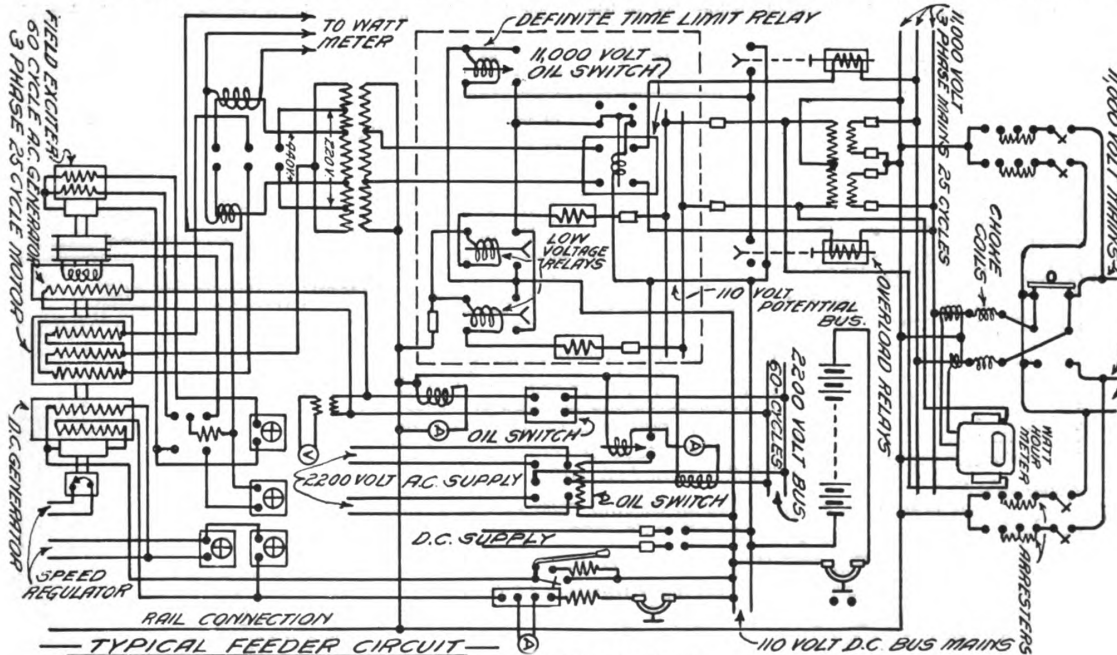 TO WATT
METER
DEFINITE TIME LIMIT RELAY
11,000 VOLT
OIL SWITCH
11,000 VOLT
3 PHASE MAINS 25 CYCLES
11,000 VOLT MAINS
FIELD EXCITER
60 CYCLE A.C. GENERATOR
3 PHASE 25 CYCLE MOTOR
440V.
220 V.
LOW
VOLTAGE
RELAYS
110 VOLT
POTENTIAL
BUS.
OVERLOAD RELAYS
CHOKE
COILS
2200 VOLT BUS
60-CYCLES
V
A
OIL SWITCH
A
2200 VOLT A.C. SUPPLY
OIL SWITCH
WATT
HOUR
METER
D.C. GENERATOR
D.C. SUPPLY
SPEED
REGULATOR
ARRESTERS
RAIL CONNECTION
A
TYPICAL FEEDER CIRCUIT
110 VOLT D.C. BUS MAINS